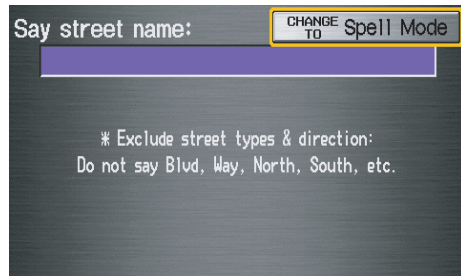 Say street name:
CHANGE TO Spell Mode
* Exclude street types & direction:
Do not say Blvd, Way, North, South, etc.